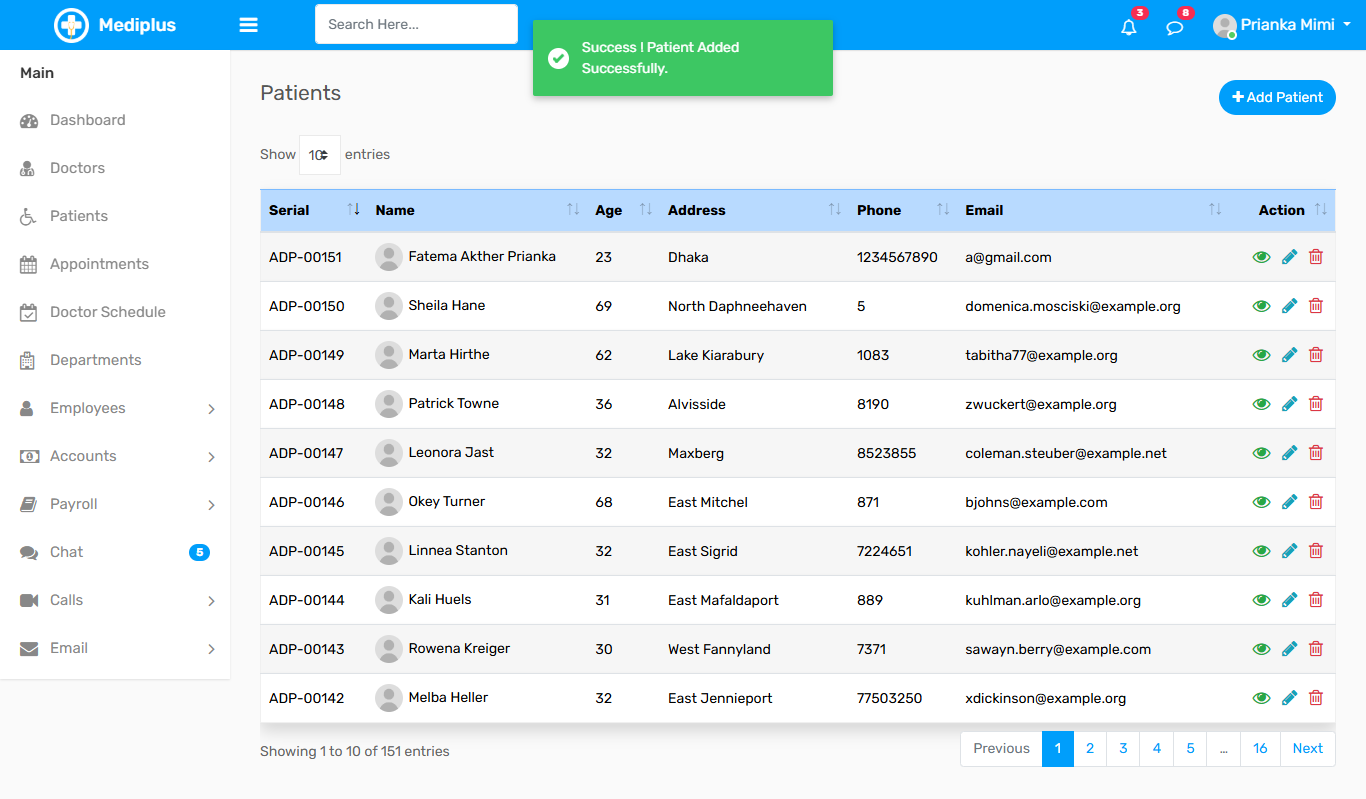 Mediplus
Search Here...
3
8
Prianka Mimi
Success | Patient Added
Successfully.
Main
Dashboard
Doctors
Patients
Appointments
Doctor Schedule
Departments
Employees
Accounts
Payroll
Chat 5
Calls
Email
Patients
+ Add Patient
Show 10 entries
Serial Name Age Address Phone Email Action
ADP-00151 Fatema Akther Prianka 23 Dhaka 1234567890 a@gmail.com
ADP-00150 Sheila Hane 69 North Daphneehaven 5 domenica.mosciski@example.org
ADP-00149 Marta Hirthe 62 Lake Kiarabury 1083 tabitha77@example.org
ADP-00148 Patrick Towne 36 Alvisside 8190 zwuckert@example.org
ADP-00147 Leonora Jast 32 Maxberg 8523855 coleman.steuber@example.net
ADP-00146 Okey Turner 68 East Mitchel 871 bjohns@example.com
ADP-00145 Linnea Stanton 32 East Sigrid 7224651 kohler.nayeli@example.net
ADP-00144 Kali Huels 31 East Mafaldaport 889 kuhlman.arlo@example.org
ADP-00143 Rowena Kreiger 30 West Fannyland 7371 sawayn.berry@example.com
ADP-00142 Melba Heller 32 East Jennieport 77503250 xdickinson@example.org
Showing 1 to 10 of 151 entries
Previous 1 2 3 4 5 … 16 Next